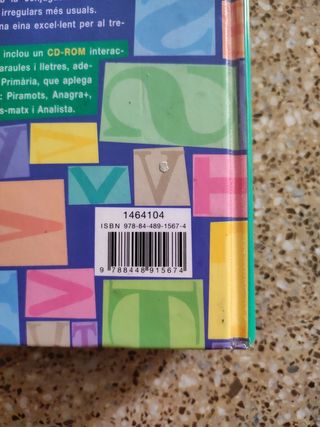 irregulars més usuals.
na eina excel·lent per al tre-
inclou un CD-ROM interac-
araules i lletres, ade-
Primària, que aplega
: Piramots, Anagra+,
s-matx i Analista.
1464104
ISBN 978-84-489-1567-4
9 788448 915674